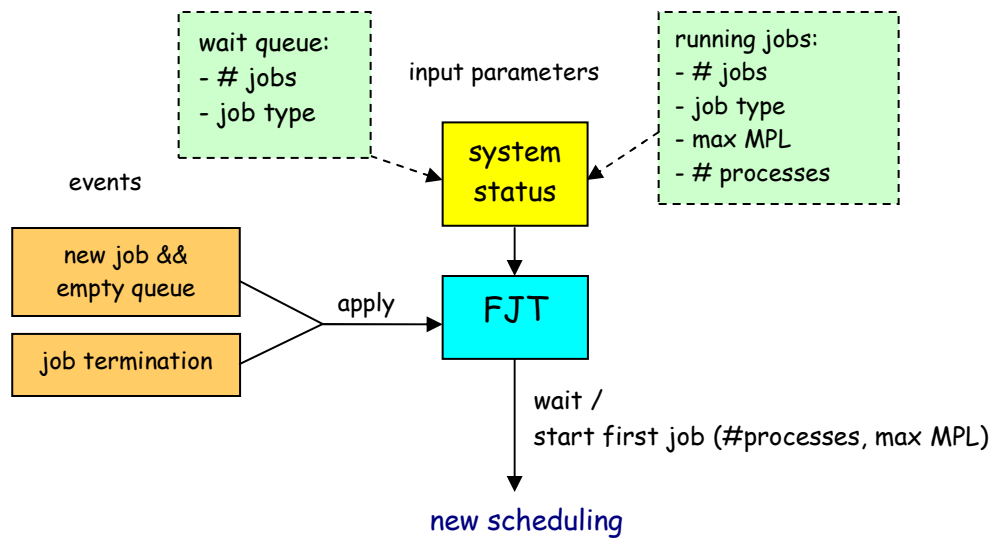 wait queue:
- # jobs
- job type
input parameters
running jobs:
- # jobs
- job type
- max MPL
- # processes
system
status
events
new job &&
empty queue
job termination
apply
FJT
wait /
start first job (#processes, max MPL)
new scheduling